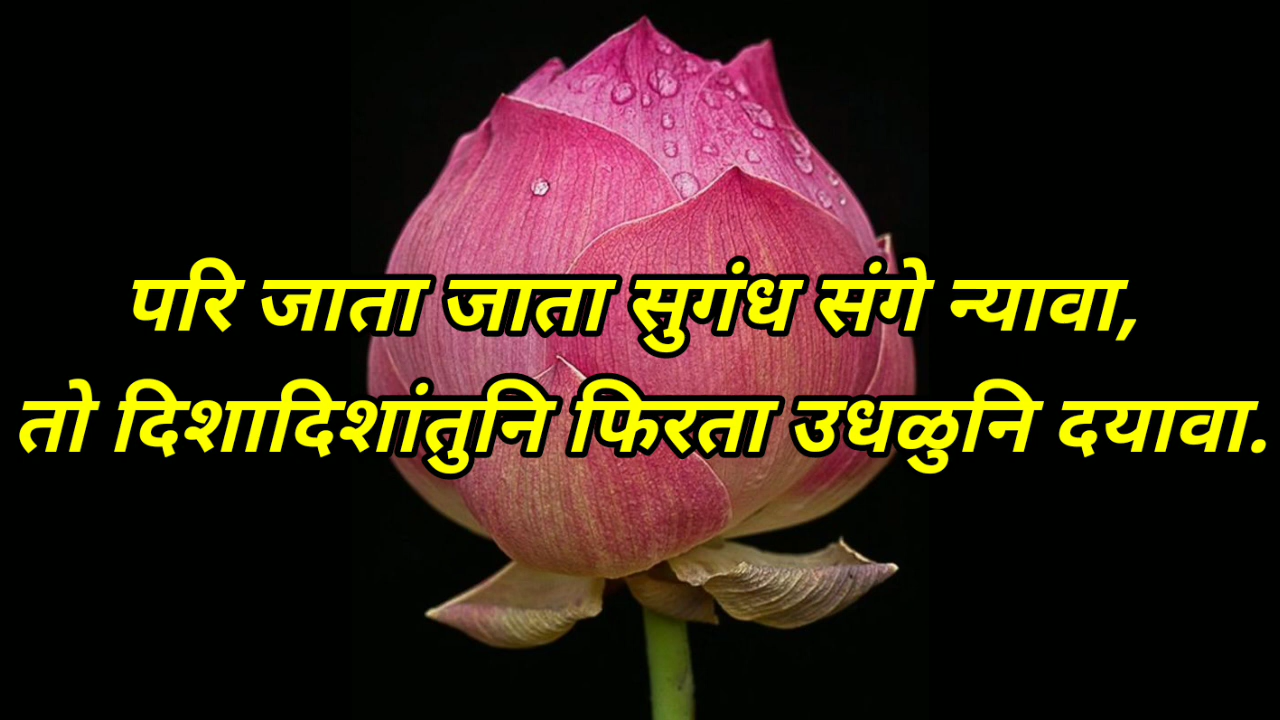 परि जाता जाता सुगंध संगे न्यावा,
तो दिशादिशांतुनि फिरता उधळुनि दयावा.